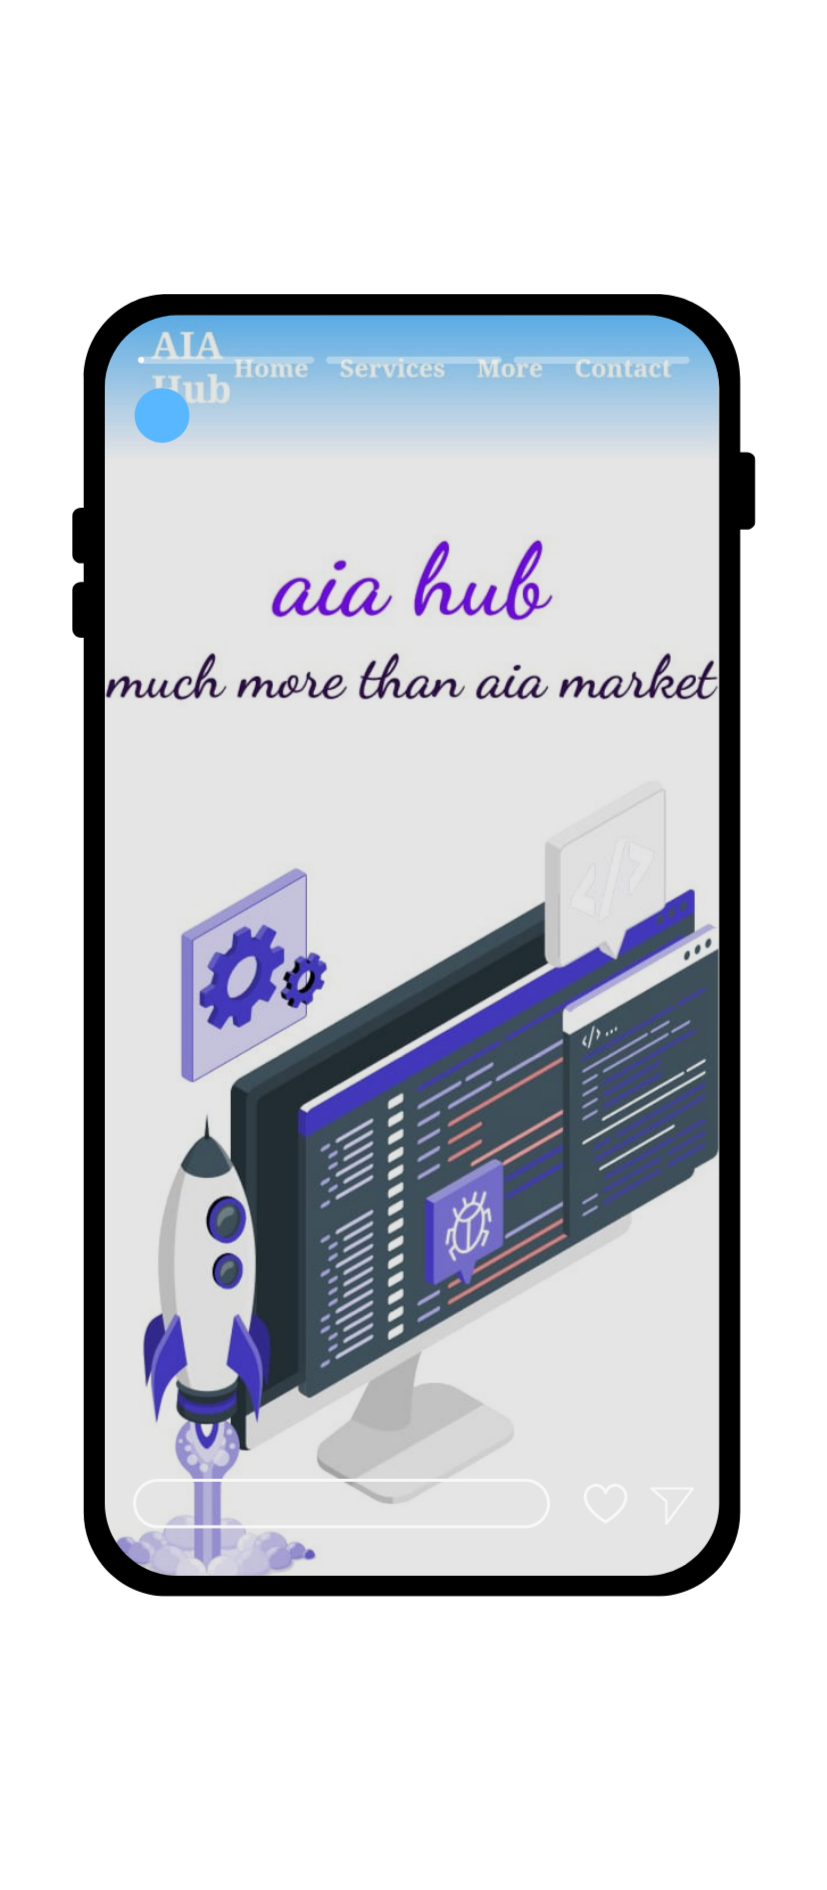 AIA
Hub
Home Services More Contact
aia hub
much more than aia market
</> ...
</>